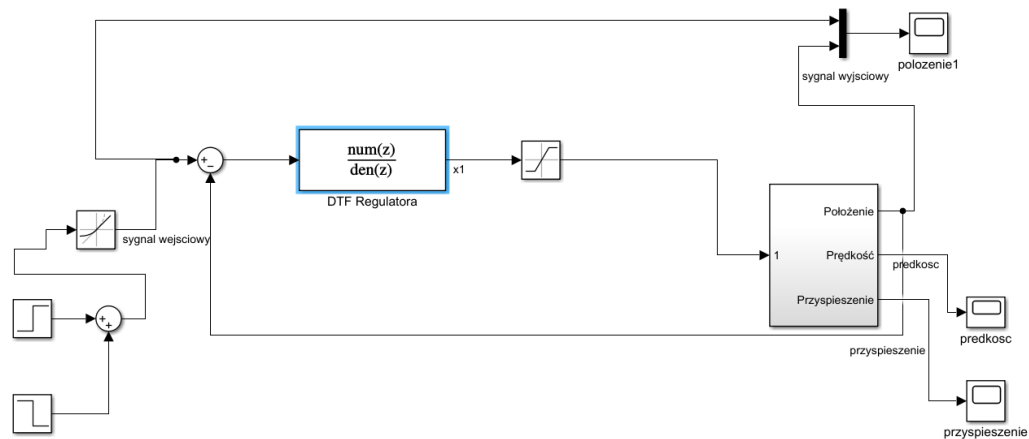 polozenie1
sygnal wyjsciowy
+
−
num(z)
den(z)
x1
DTF Regulatora
Położenie
sygnal wejsciowy
1
Prędkość
predkosc
Przyspieszenie
+
+
predkosc
przyspieszenie
przyspieszenie